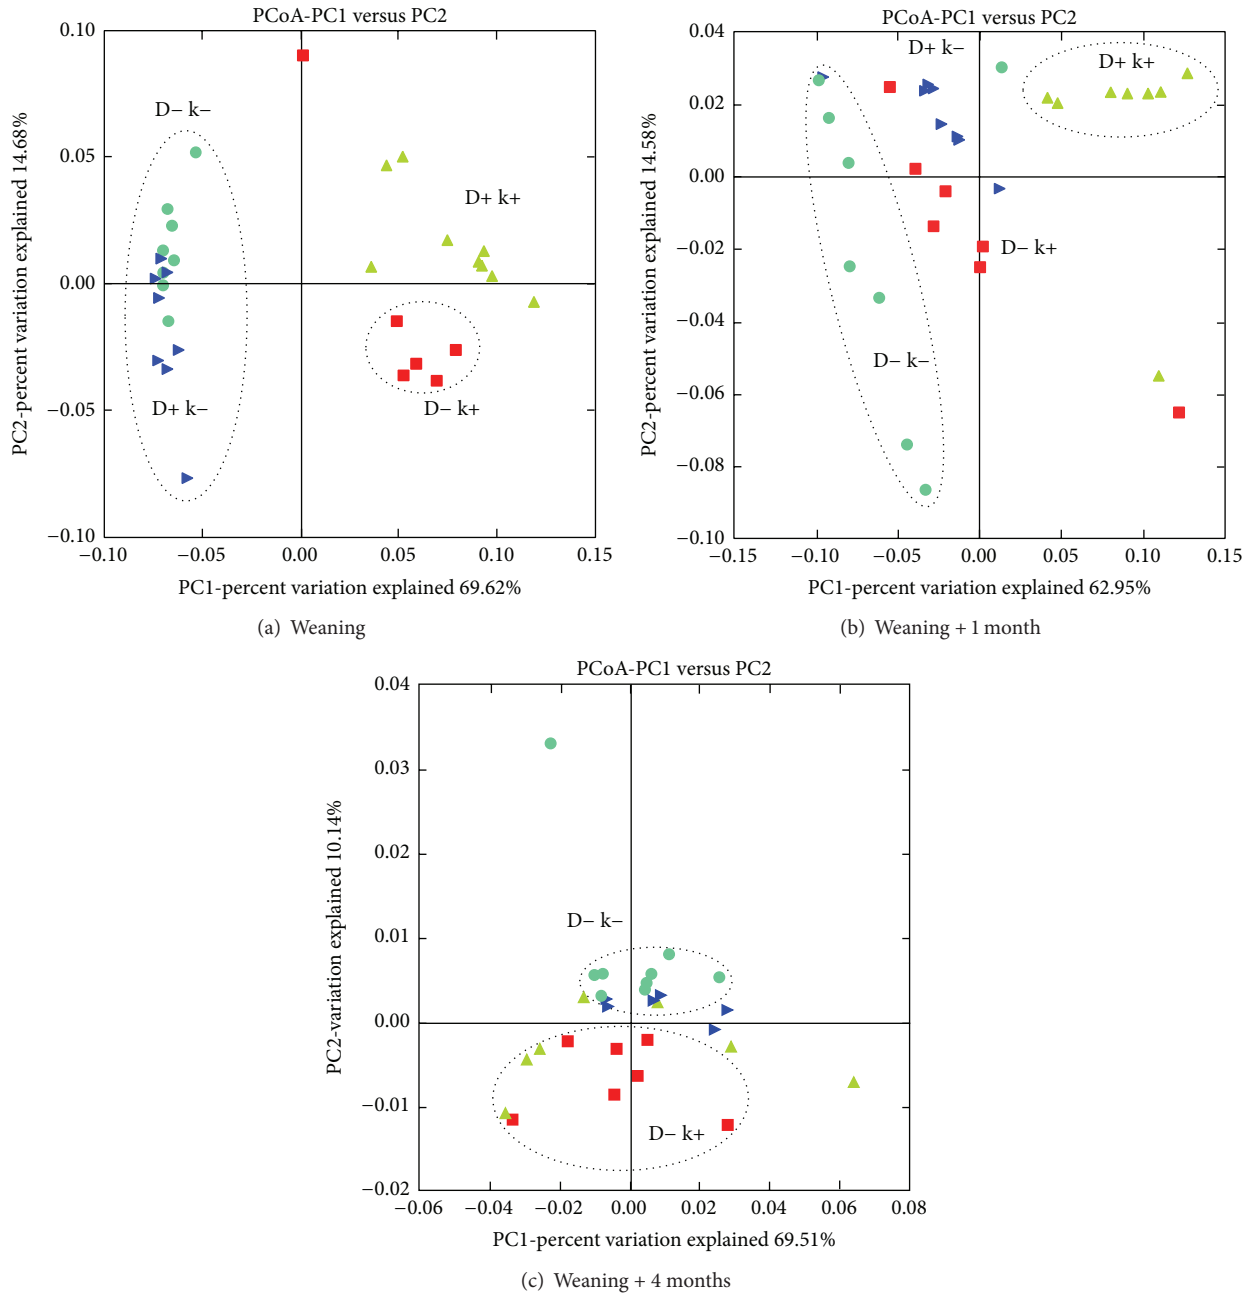 PCoA-PC1 versus PC2
0.10
0.05
0.00
−0.05
−0.10
PC2-percent variation explained 14.68%
D− k−
D+ k+
D+ k−
D− k+
−0.10
−0.05
0.00
0.05
0.10
0.15
PC1-percent variation explained 69.62%
(a) Weaning
PCoA-PC1 versus PC2
0.04
0.02
0.00
−0.02
−0.04
−0.06
−0.08
−0.10
PC2-percent variation explained 14.58%
D+ k−
D+ k+
D− k+
D− k−
−0.15
−0.10
−0.05
0.00
0.05
0.10
0.15
PC1-percent variation explained 62.95%
(b) Weaning + 1 month
PCoA-PC1 versus PC2
0.04
0.03
0.02
0.01
0.00
−0.01
−0.02
PC2-variation explained 10.14%
D− k−
D− k+
−0.06
−0.04
−0.02
0.00
0.02
0.04
0.06
0.08
PC1-percent variation explained 69.51%
(c) Weaning + 4 months